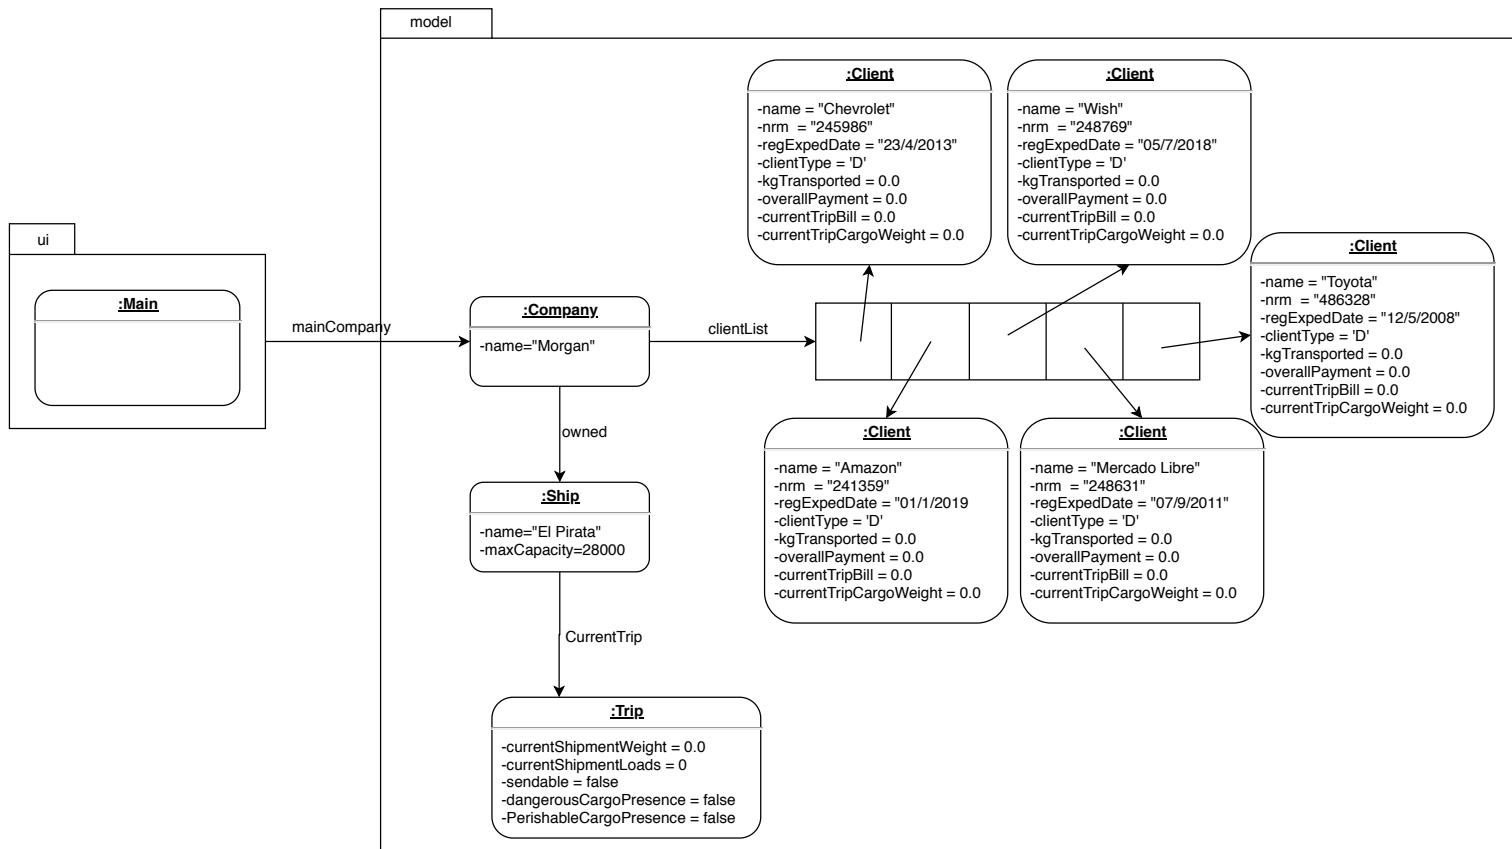 model
:Client
-name = "Chevrolet"
-nrm  = "245986"
-regExpedDate = "23/4/2013"
-clientType = 'D'
-kgTransported = 0.0
-overallPayment = 0.0
-currentTripBill = 0.0
-currentTripCargoWeight = 0.0
:Client
-name = "Wish"
-nrm  = "248769"
-regExpedDate = "05/7/2018"
-clientType = 'D'
-kgTransported = 0.0
-overallPayment = 0.0
-currentTripBill = 0.0
-currentTripCargoWeight = 0.0
ui
:Main
mainCompany
:Company
-name="Morgan"
clientList
:Client
-name = "Toyota"
-nrm  = "486328"
-regExpedDate = "12/5/2008"
-clientType = 'D'
-kgTransported = 0.0
-overallPayment = 0.0
-currentTripBill = 0.0
-currentTripCargoWeight = 0.0
owned
:Client
-name = "Amazon"
-nrm  = "241359"
-regExpedDate = "01/1/2019
-clientType = 'D'
-kgTransported = 0.0
-overallPayment = 0.0
-currentTripBill = 0.0
-currentTripCargoWeight = 0.0
:Client
-name = "Mercado Libre"
-nrm  = "248631"
-regExpedDate = "07/9/2011"
-clientType = 'D'
-kgTransported = 0.0
-overallPayment = 0.0
-currentTripBill = 0.0
-currentTripCargoWeight = 0.0
:Ship
-name="El Pirata"
-maxCapacity=28000
CurrentTrip
:Trip
-currentShipmentWeight = 0.0
-currentShipmentLoads = 0
-sendable = false
-dangerousCargoPresence = false
-PerishableCargoPresence = false